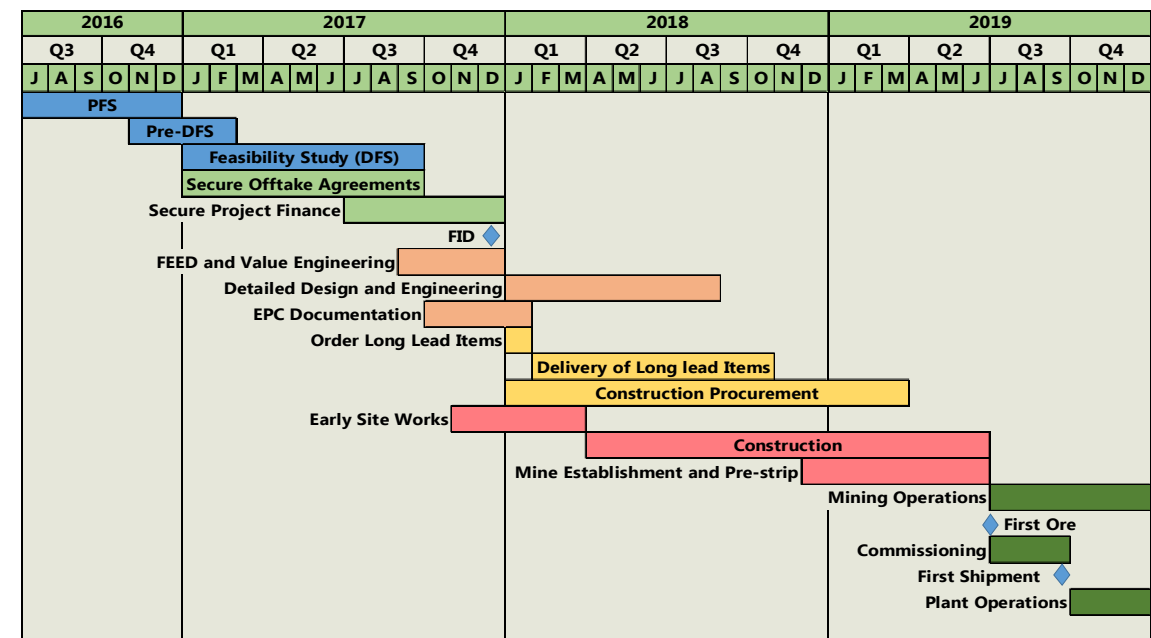 2016 2017 2018 2019
Q3 Q4 Q1 Q2 Q3 Q4 Q1 Q2 Q3 Q4 Q1 Q2 Q3 Q4
J A S O N D J F M A M J J A S O N D J F M A M J J A S O N D J F M A M J J A S O N D
PFS
Pre-DFS
Feasibility Study (DFS)
Secure Offtake Agreements
Secure Project Finance
FID
FEED and Value Engineering
Detailed Design and Engineering
EPC Documentation
Order Long Lead Items
Delivery of Long lead Items
Construction Procurement
Early Site Works
Construction
Mine Establishment and Pre-strip
Mining Operations
First Ore
Commissioning
First Shipment
Plant Operations